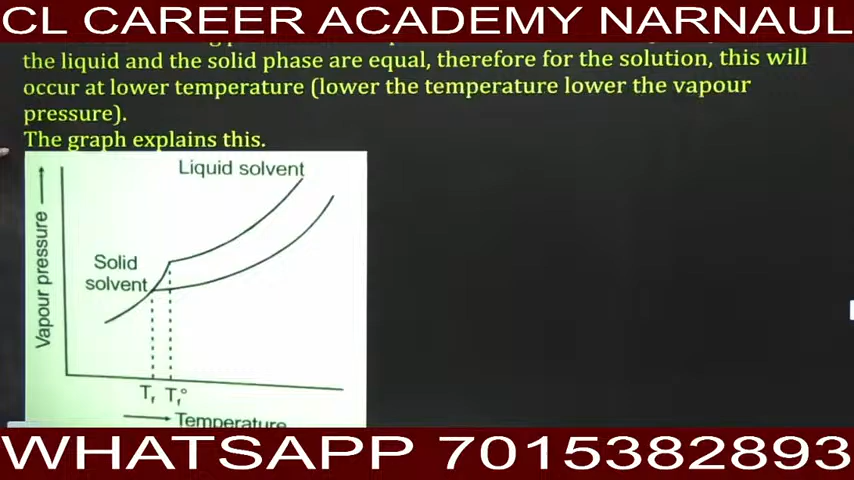 CL CAREER ACADEMY NARNAUL
the liquid and the solid phase are equal, therefore for the solution, this will
occur at lower temperature (lower the temperature lower the vapour
pressure).
The graph explains this.
Liquid solvent
Solid
solvent
Vapour pressure
Tf Tf°
Temperature
WHATSAPP 7015382893